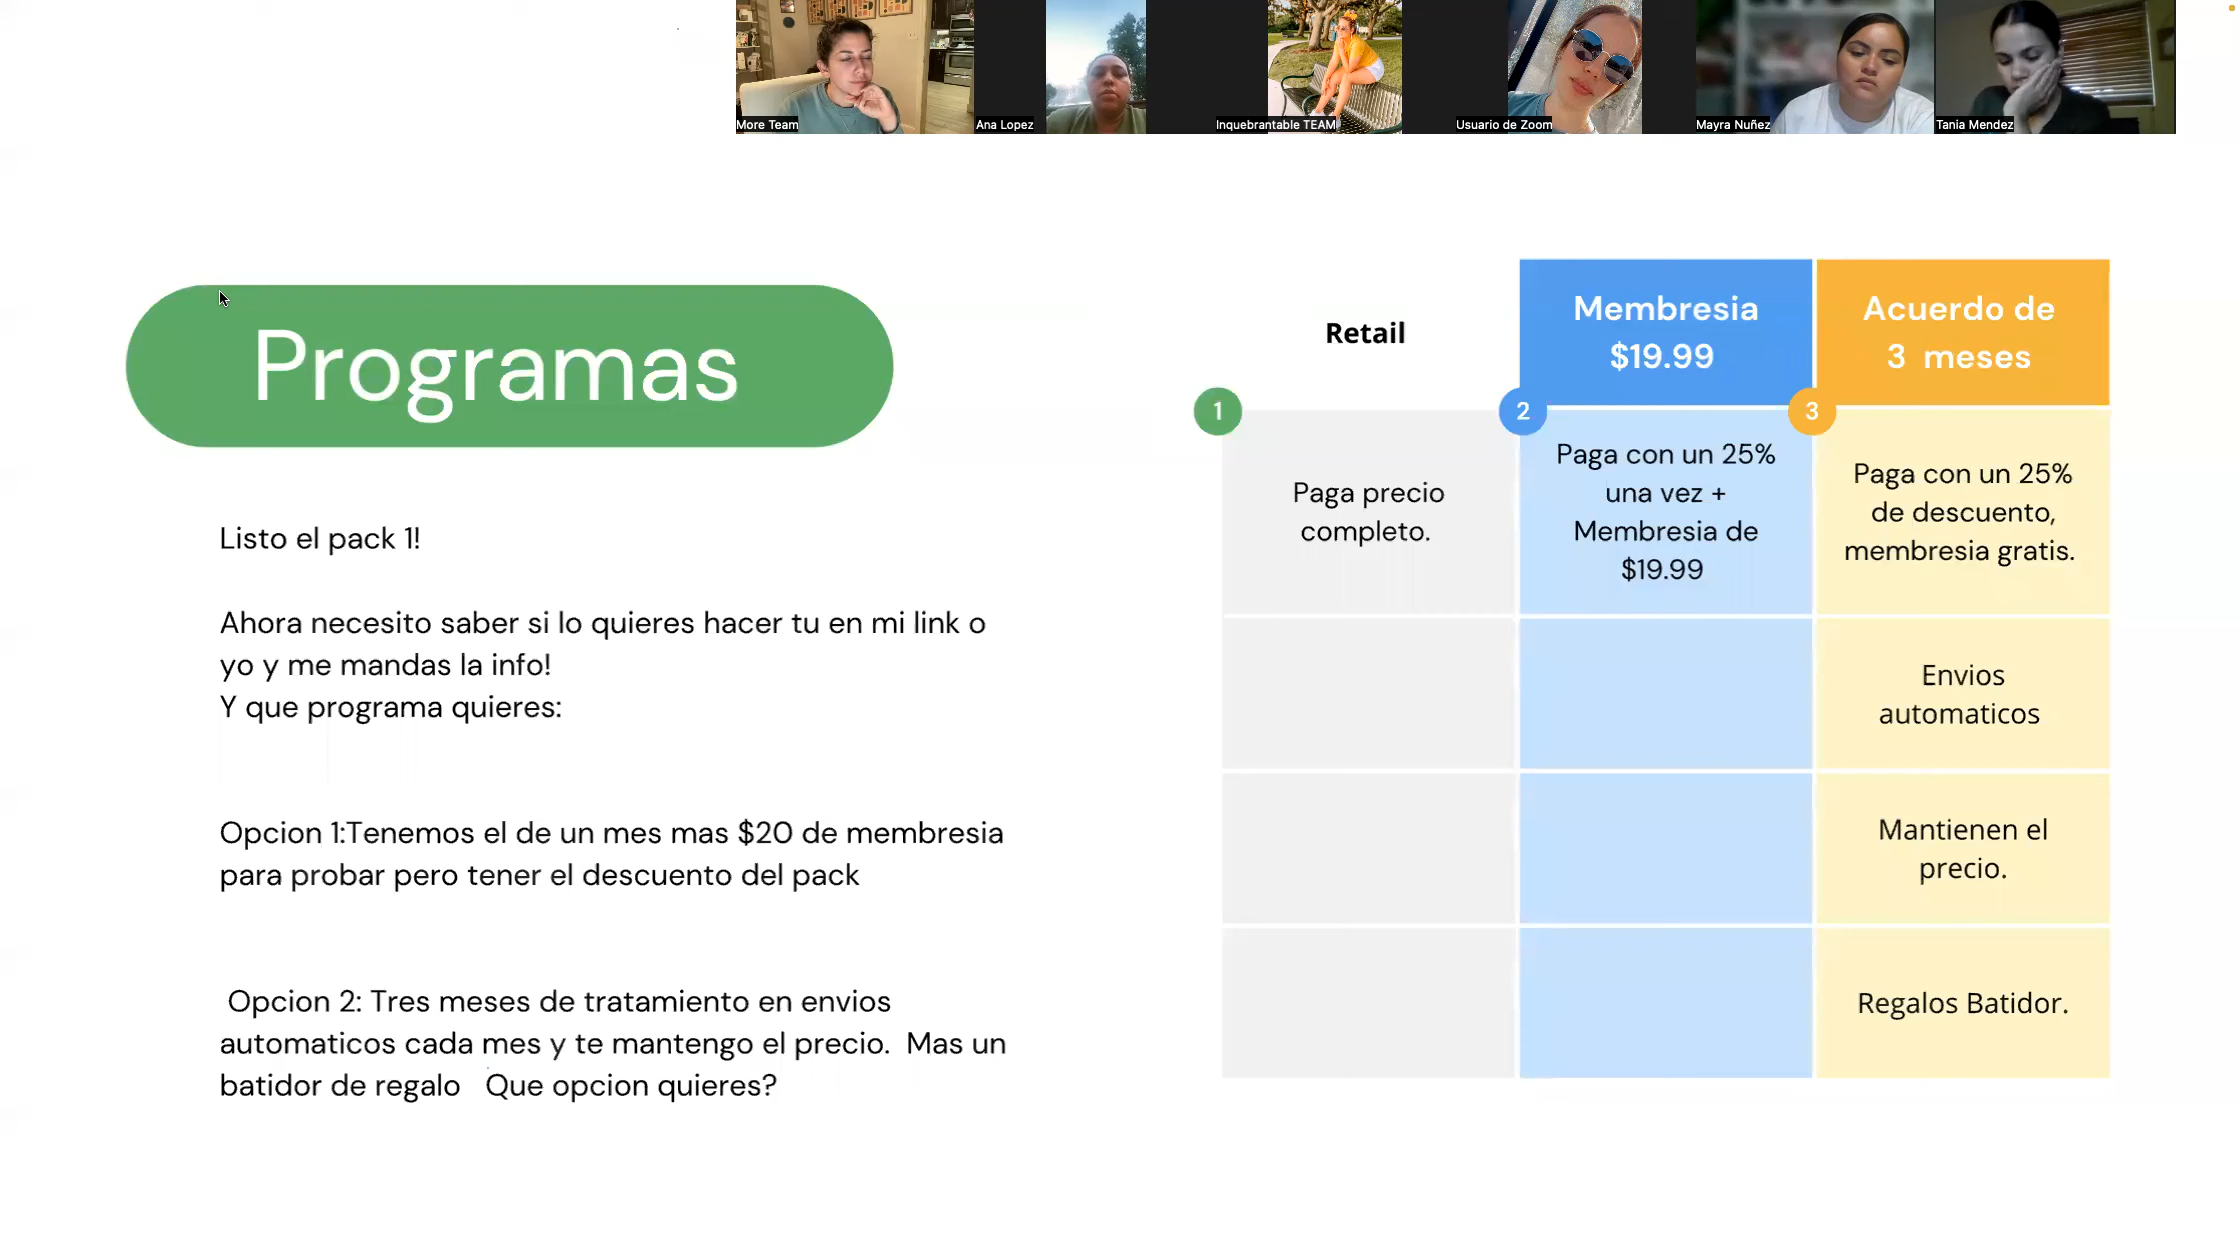 More Team
Ana Lopez
Inquebrantable TEAM
Usuario de Zoom
Mayra Nuñez
Tania Mendez
Programas
Listo el pack 1!
Ahora necesito saber si lo quieres hacer tu en mi link o
yo y me mandas la info!
Y que programa quieres:
Opcion 1:Tenemos el de un mes mas $20 de membresia
para probar pero tener el descuento del pack
Opcion 2: Tres meses de tratamiento en envios
automaticos cada mes y te mantengo el precio. Mas un
batidor de regalo Que opcion quieres?
Retail
Membresia
$19.99
Acuerdo de
3 meses
1
2
3
Paga precio
completo.
Paga con un 25%
una vez +
Membresia de
$19.99
Paga con un 25%
de descuento,
membresia gratis.
Envios
automaticos
Mantienen el
precio.
Regalos Batidor.